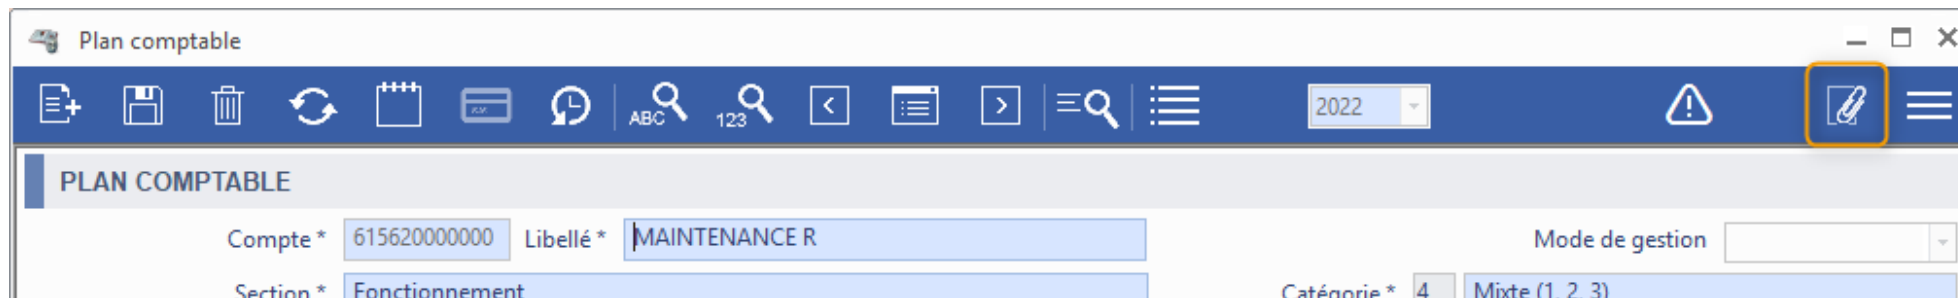 Plan comptable
ABC 123 2022
PLAN COMPTABLE
Compte * 615620000000 Libellé * MAINTENANCE R Mode de gestion
Section * Fonctionnement Catégorie * 4 Mixte (1, 2, 3)